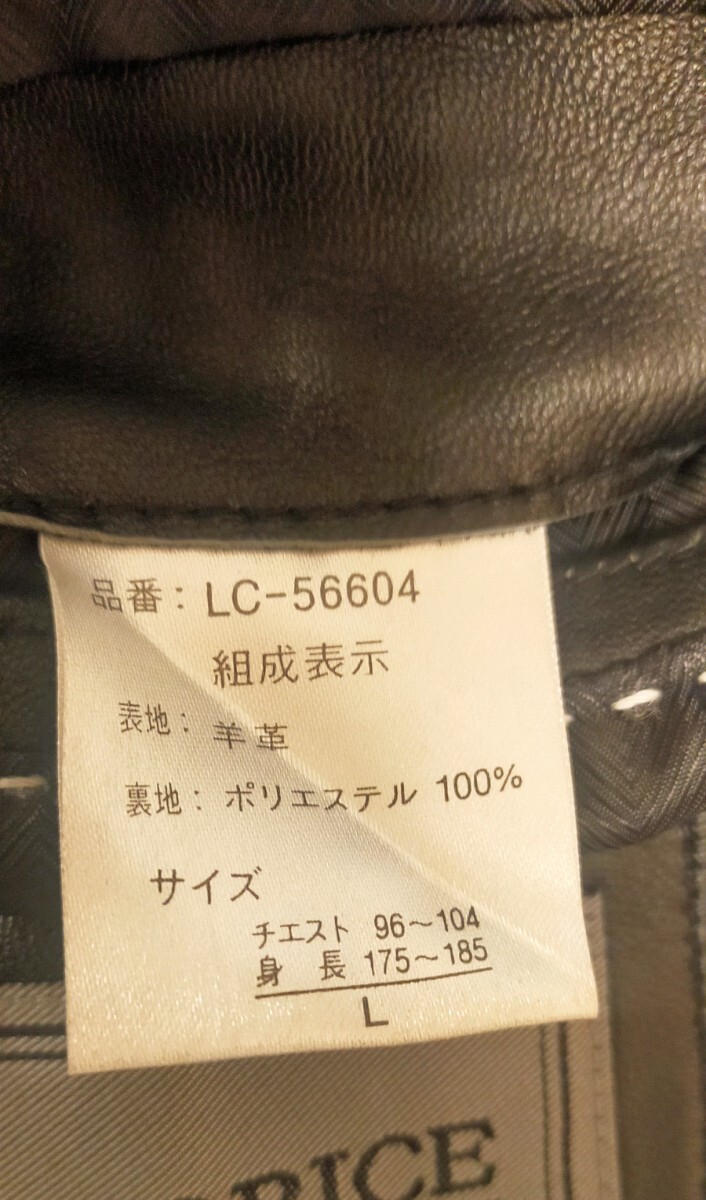 品番: LC-56604
組成表示
表地: 羊革
裏地: ポリエステル 100%
サイズ
チエスト 96～104
身 長 175～185
L